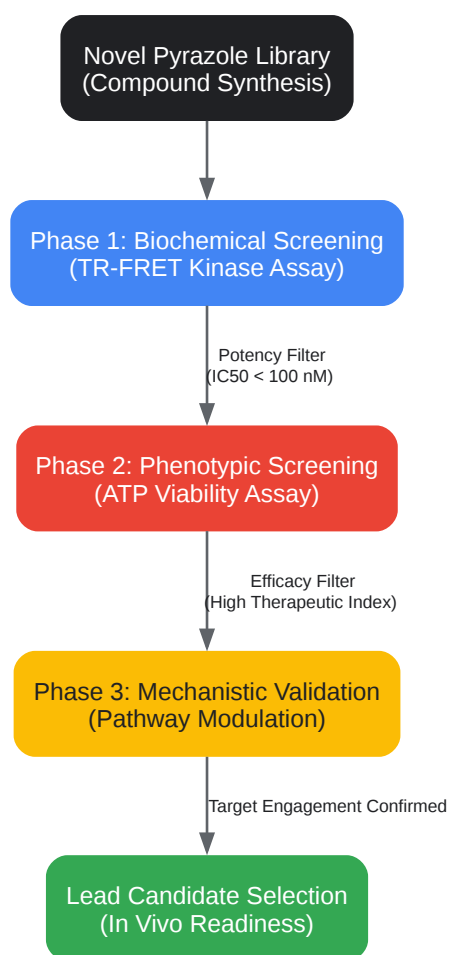 Novel Pyrazole Library
(Compound Synthesis)
Phase 1: Biochemical Screening
(TR-FRET Kinase Assay)
Potency Filter
(IC50 < 100 nM)
Phase 2: Phenotypic Screening
(ATP Viability Assay)
Efficacy Filter
(High Therapeutic Index)
Phase 3: Mechanistic Validation
(Pathway Modulation)
Target Engagement Confirmed
Lead Candidate Selection
(In Vivo Readiness)